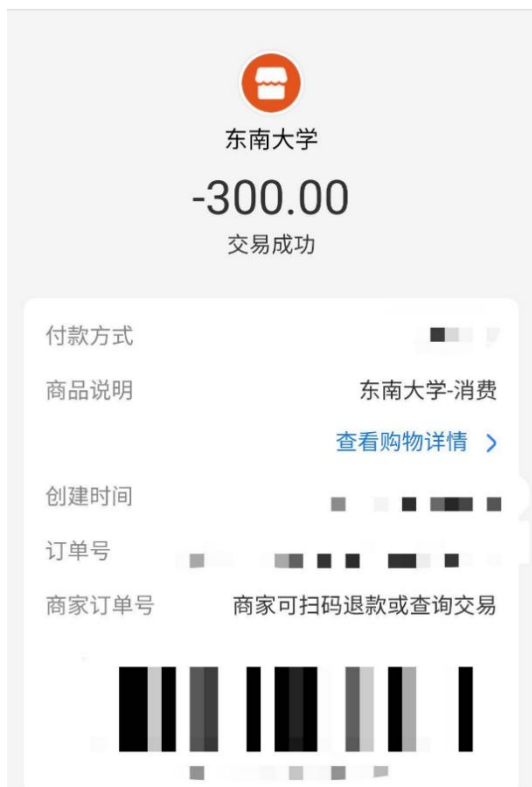 东南大学
-300.00
交易成功
付款方式
商品说明 东南大学-消费
查看购物详情 >
创建时间
订单号
商家订单号 商家可扫码退款或查询交易